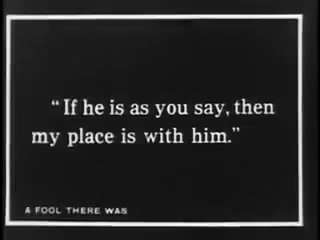 “If he is as you say, then
my place is with him.”
A FOOL THERE WAS